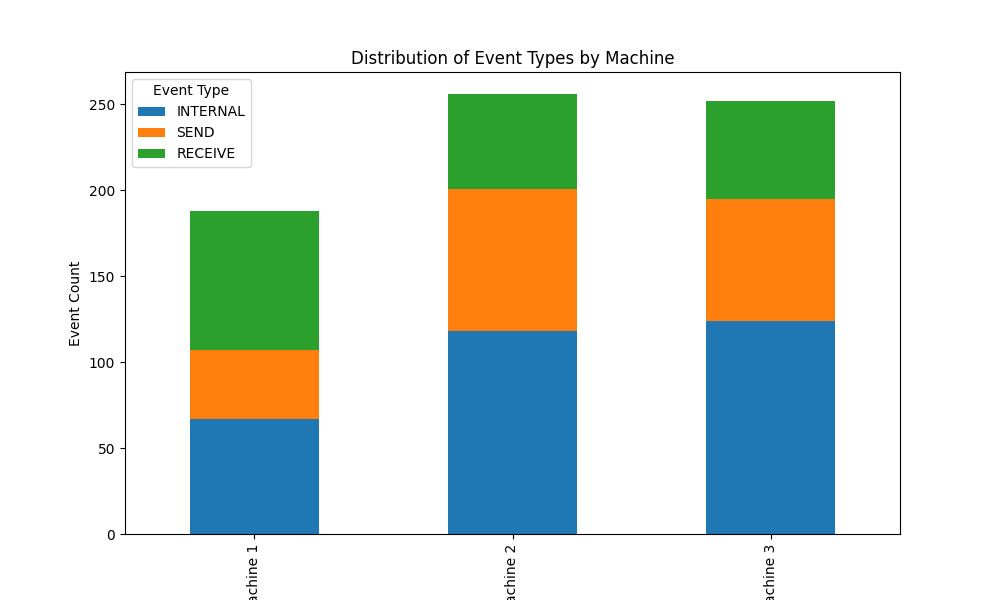 Distribution of Event Types by Machine
Event Type
INTERNAL
SEND
RECEIVE
Event Count
250
200
150
100
50
0
achine 1
achine 2
achine 3